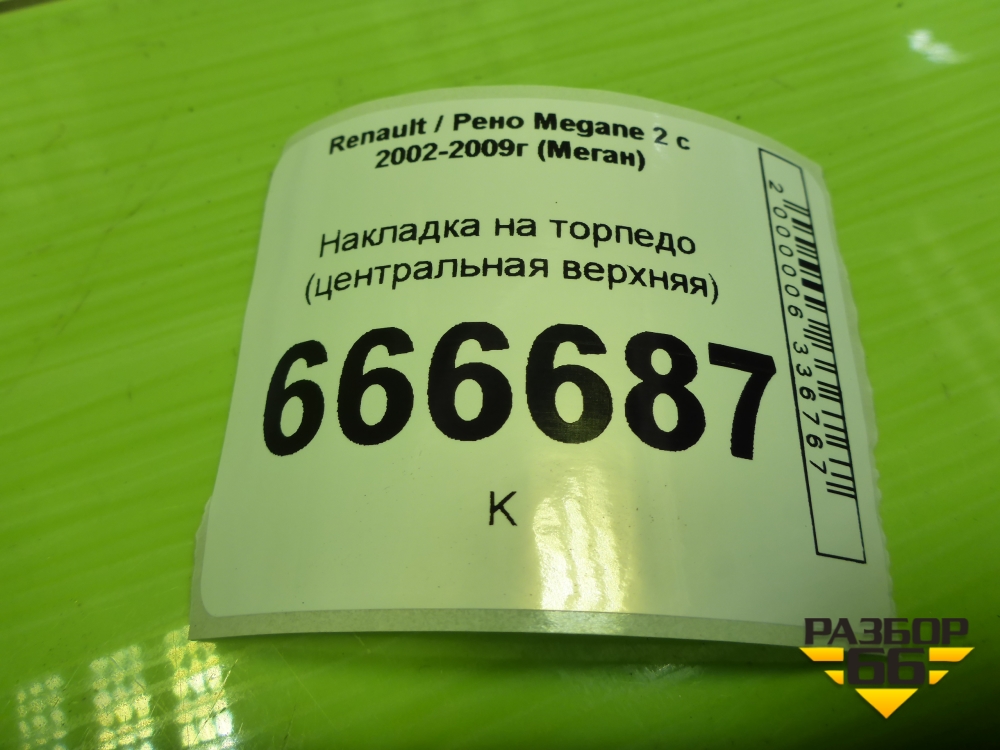 Renault / Рено Megane 2 с
2002-2009г (Меган)
Накладка на торпедо
(центральная верхняя)
666687
К
2000006336767
РАЗБОР
66